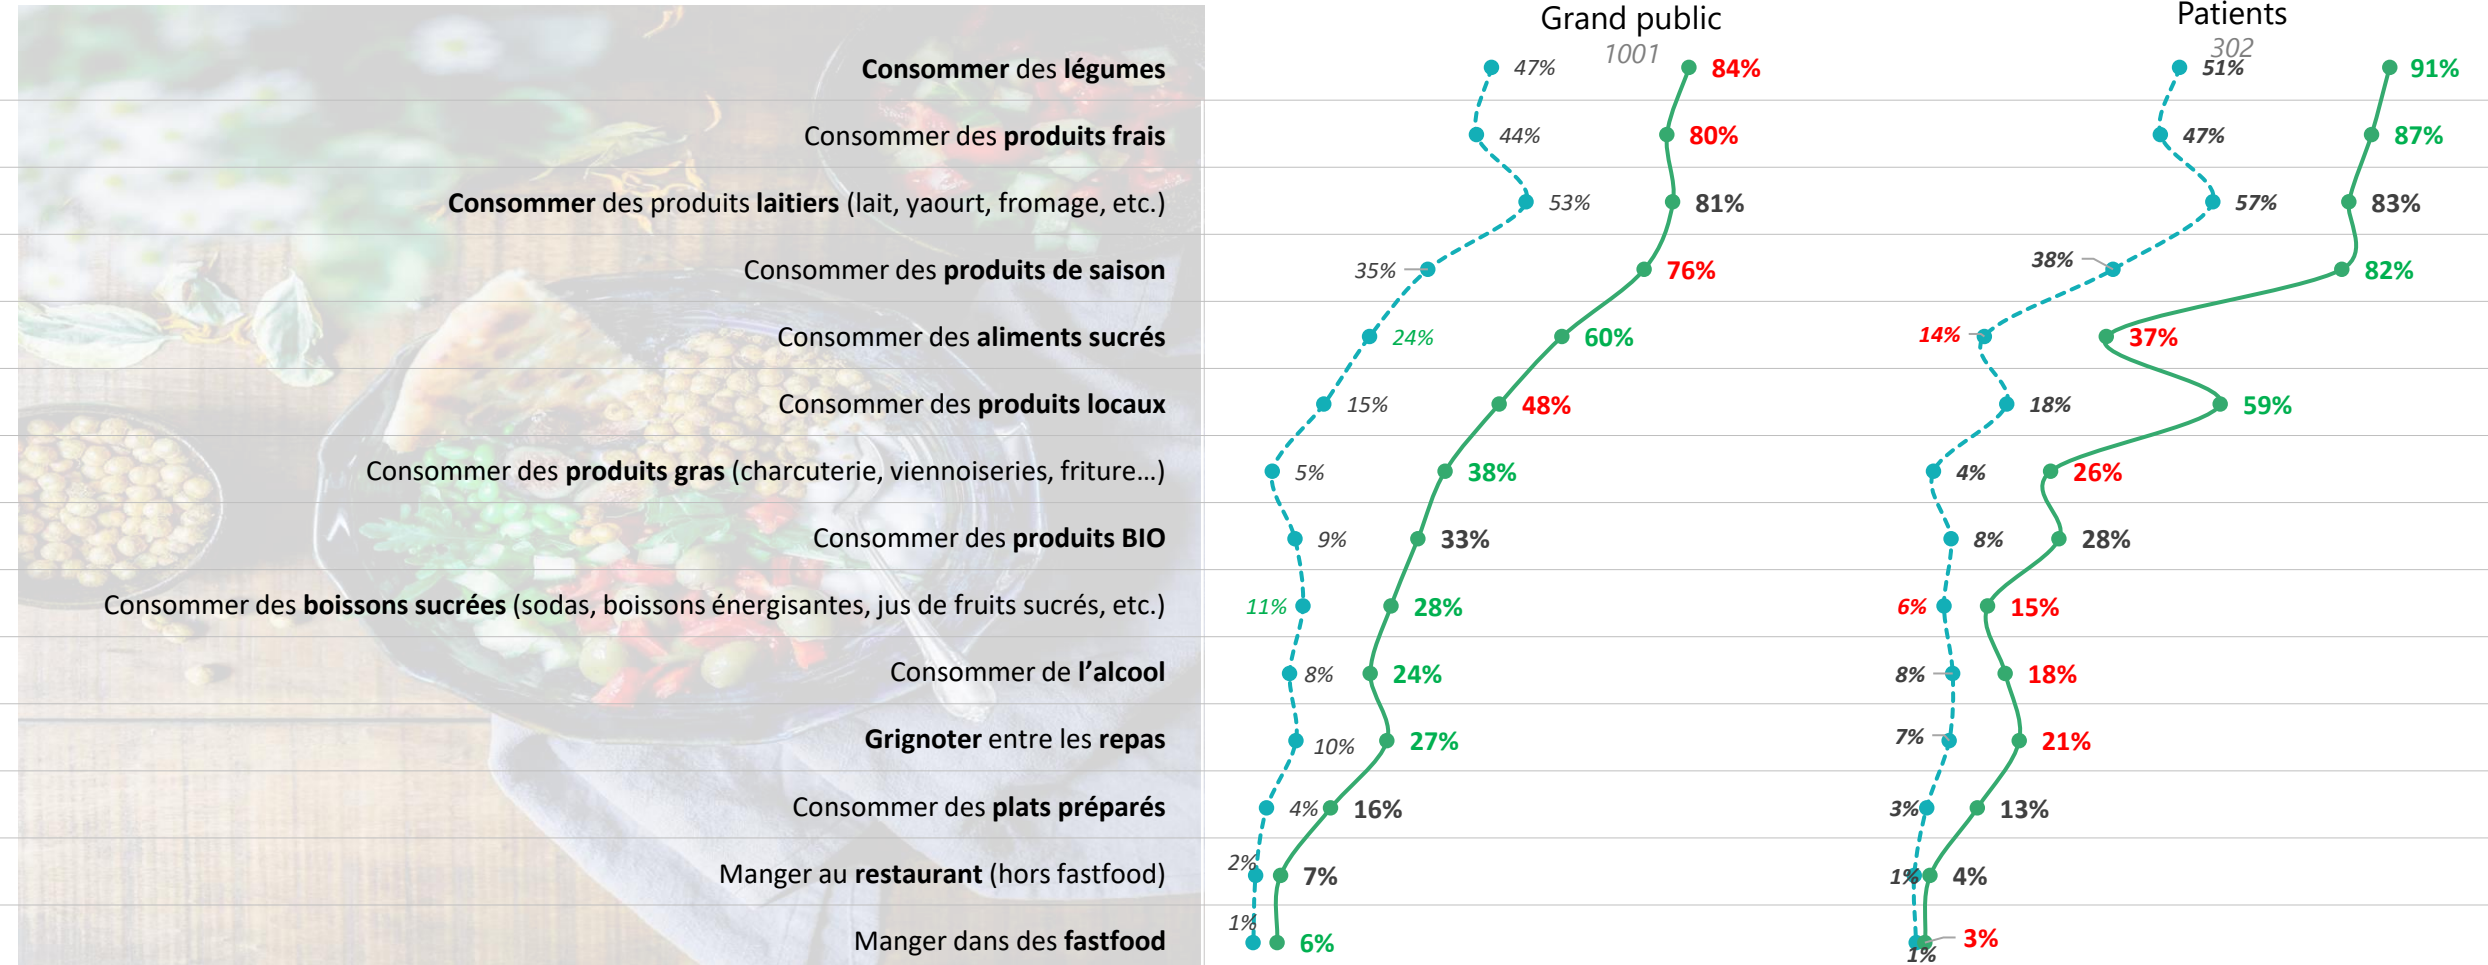 Grand public
1001
Patients
302
Consommer des légumes 47% 84% 51% 91%
Consommer des produits frais 44% 80% 47% 87%
Consommer des produits laitiers (lait, yaourt, fromage, etc.) 53% 81% 57% 83%
Consommer des produits de saison 35% 76% 38% 82%
Consommer des aliments sucrés 24% 60% 14% 37%
Consommer des produits locaux 15% 48% 18% 59%
Consommer des produits gras (charcuterie, viennoiseries, friture…) 5% 38% 4% 26%
Consommer des produits BIO 9% 33% 8% 28%
Consommer des boissons sucrées (sodas, boissons énergisantes, jus de fruits sucrés, etc.) 11% 28% 6% 15%
Consommer de l’alcool 8% 24% 8% 18%
Grignoter entre les repas 10% 27% 7% 21%
Consommer des plats préparés 4% 16% 3% 13%
Manger au restaurant (hors fastfood) 2% 7% 1% 4%
Manger dans des fastfood 1% 6% 1% 3%